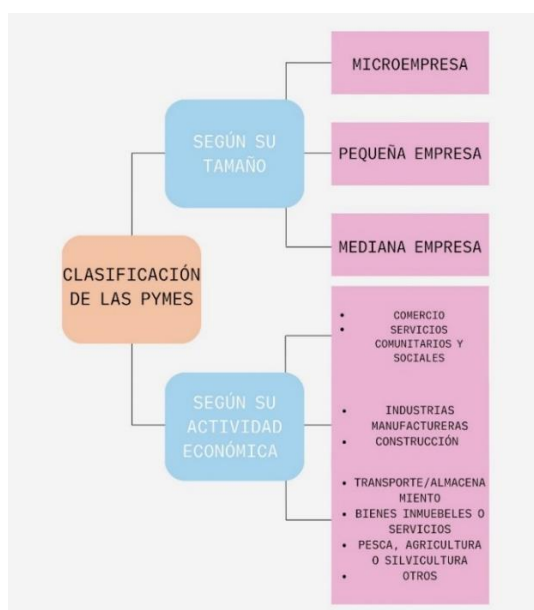 CLASIFICACIÓN
DE LAS PYMES
SEGÚN SU
TAMAÑO
MICROEMPRESA
PEQUEÑA EMPRESA
MEDIANA EMPRESA
SEGÚN SU
ACTIVIDAD
ECONÓMICA
• COMERCIO
• SERVICIOS
COMUNITARIOS Y
SOCIALES
• INDUSTRIAS
MANUFACTURERAS
• CONSTRUCCIÓN
• TRANSPORTE/ALMACENA
MIENTO
• BIENES INMUEBLES O
SERVICIOS
• PESCA, AGRICULTURA
O SILVICULTURA
• OTROS